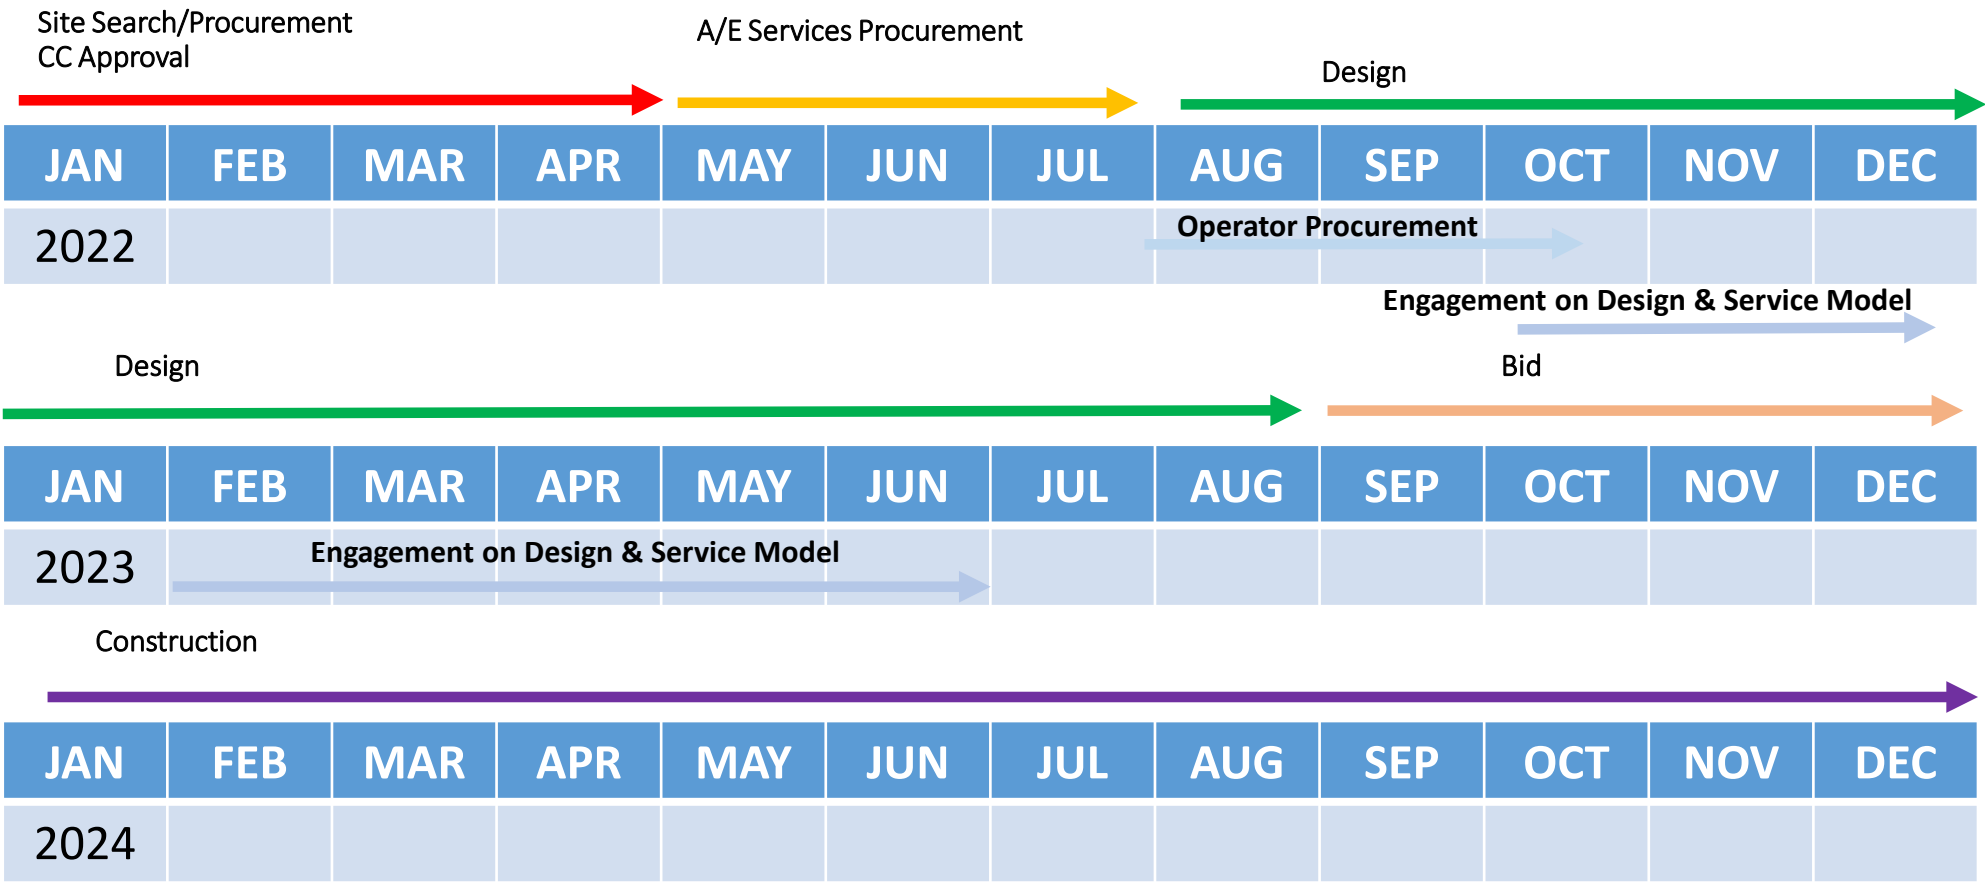 Site Search/Procurement
CC Approval
A/E Services Procurement
Design
JAN FEB MAR APR MAY JUN JUL AUG SEP OCT NOV DEC
2022
Operator Procurement
Engagement on Design & Service Model
Design
Bid
JAN FEB MAR APR MAY JUN JUL AUG SEP OCT NOV DEC
2023
Engagement on Design & Service Model
Construction
JAN FEB MAR APR MAY JUN JUL AUG SEP OCT NOV DEC
2024